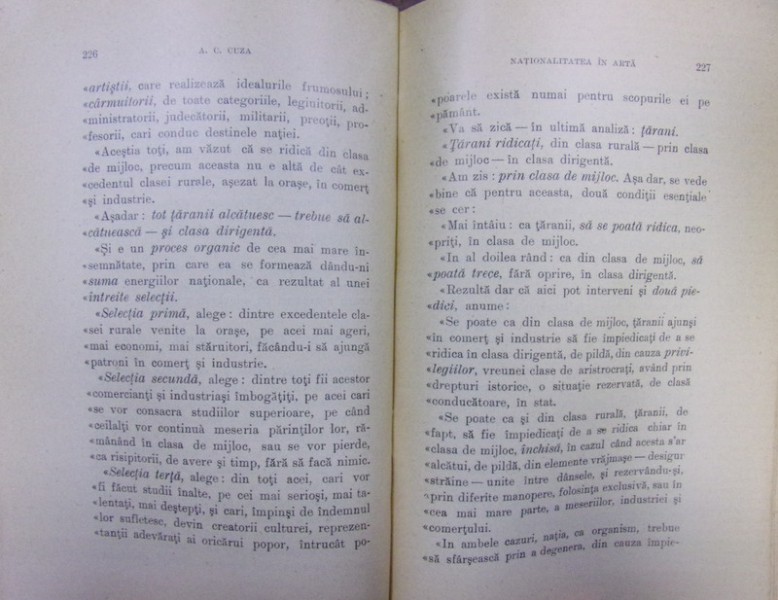 226
A. C. CUZA
«artiştii, care realizează idealurile frumosului;
«cârmuitorii, de toate categoriile, legiuitorii, ad-
«ministratorii, judecătorii, militarii, preoţii, pro-
«fesorii, cari conduc destinele naţiei.
«Aceştia toţi, am văzut că se ridică din clasa
«de mijloc, precum aceasta nu e altă de cât ex-
«cedentul clasei rurale, aşezat la oraşe, în comerţ
«şi industrie.
«Aşadar: tot ţăranii alcătuesc — trebue să al-
«cătuească — şi clasa dirigentă.
«Şi e un proces organic de cea mai mare în-
«semnătate, prin care ea se formează dându-ni
«suma energiilor naţionale, ca rezultat al unei
«întreite selecţii.
«Selecţia primă, alege: dintre excedentele cla-
«sei rurale venite la oraşe, pe acei mai ageri,
«mai economi, mai stăruitori, făcându-i să ajungă
«patroni în comerţ şi industrie.
«Selecţia secundă, alege: dintre toţi fii acestor
«comercianţi şi industriaşi îmbogăţiţi, pe acei cari
«se vor consacra studiilor superioare, pe când
«ceilalţi vor continuà meseria părinţilor lor, ră-
«mânând în clasa de mijloc, sau se vor pierde,
«ca risipitorii, de avere şi timp, fără să facă nimic.
«Selecţia terţă, alege: din toţi acei, cari vor
«fi făcut studii înalte, pe cei mai serioşi, mai ta-
«lentaţi, mai deştepţi, şi cari, împinşi de îndemnul
«lor sufletesc, devin creatorii culturei, reprezen-
«tanţii adevăraţi ai oricărui popor, întrucât po-
NAŢIONALITATEA ÎN ARTĂ
227
«poarele există numai pentru scopurile ei pe
«pământ.
«Va să zică — în ultimă analiză: ţărani.
«Ţărani ridicaţi, din clasa rurală — prin clasa
«de mijloc — în clasa dirigentă.
«Am zis: prin clasa de mijloc. Aşa dar, se vede
«bine că pentru aceasta, două condiţii esenţiale
«se cer:
«Mai întâiu: ca ţăranii, să se poată ridica, neo-
«priţi, în clasa de mijloc.
«In al doilea rând: ca din clasa de mijloc, să
«poată trece, fără oprire, în clasa dirigentă.
«Rezultă dar că aici pot interveni şi două pie-
«dici, anume:
«Se poate ca din clasa de mijloc, ţăranii ajunşi
«în comerţ şi industrie să fie împiedicaţi de a se
«ridica în clasa dirigentă, de pildă, din cauza privi-
«legiilor, vreunei clase de aristocraţi, având prin
«drepturi istorice, o situaţie rezervată, de clasă
«conducătoare, în stat.
«Se poate ca şi din clasa rurală, ţăranii, de
«fapt, să fie împiedicaţi de a se ridica chiar în
«clasa de mijloc, închisă, în cazul când acesta s'ar
«alcătui, de pildă, din elemente vrăjmaşe — desigur
«străine — unite între dânsele, şi rezervându-şi,
«prin diferite manopere, folosinţa exclusivă, sau în
«cea mai mare parte, a meseriilor, industriei şi
«comerţului.
«In ambele cazuri, naţia, ca organism, trebue
«să sfârşească prin a degenera, din cauza împie-